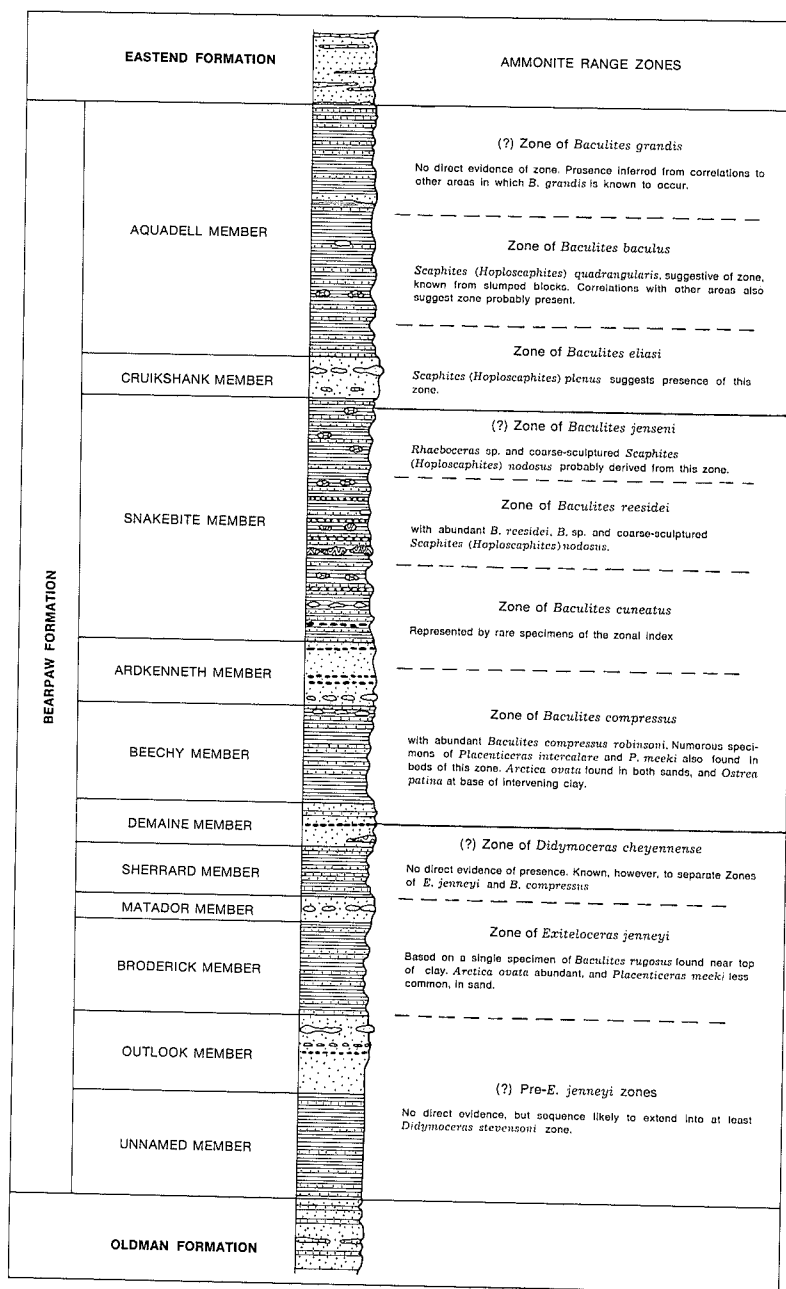 EASTEND FORMATION
AMMONITE RANGE ZONES
BEARPAW FORMATION
AQUADELL MEMBER
CRUIKSHANK MEMBER
SNAKEBITE MEMBER
ARDKENNETH MEMBER
BEECHY MEMBER
DEMAINE MEMBER
SHERRARD MEMBER
MATADOR MEMBER
BRODERICK MEMBER
OUTLOOK MEMBER
UNNAMED MEMBER
OLDMAN FORMATION
(?) Zone of Baculites grandis
No direct evidence of zone. Presence inferred from correlations to
other areas in which B. grandis is known to occur.
Zone of Baculites baculus
Scaphites (Hoploscaphites) quadrangularis, suggestive of zone,
known from slumped blocks. Correlations with other areas also
suggest zone probably present.
Zone of Baculites eliasi
Scaphites (Hoploscaphites) plenus suggests presence of this
zone.
(?) Zone of Baculites jenseni
Rhaeboceras sp. and coarse-sculptured Scaphites
(Hoploscaphites) nodosus probably derived from this zone.
Zone of Baculites reesidei
with abundant B. reesidei, B. sp. and coarse-sculptured
Scaphites (Hoploscaphites) nodosus.
Zone of Baculites cuneatus
Represented by rare specimens of the zonal index
Zone of Baculites compressus
with abundant Baculites compressus robinsoni. Numerous speci-
mens of Placenticeras intercalare and P. meeki also found in
beds of this zone. Arctica ovata found in both sands, and Ostrea
patina at base of intervening clay.
(?) Zone of Didymoceras cheyennense
No direct evidence of presence. Known, however, to separate Zones
of E. jenneyi and B. compressus
Zone of Exiteloceras jenneyi
Based on a single specimen of Baculites rugosus found near top
of clay. Arctica ovata abundant, and Placenticeras meeki less
common, in sand.
(?) Pre-E. jenneyi zones
No direct evidence, but sequence likely to extend into at least
Didymoceras stevensoni zone.